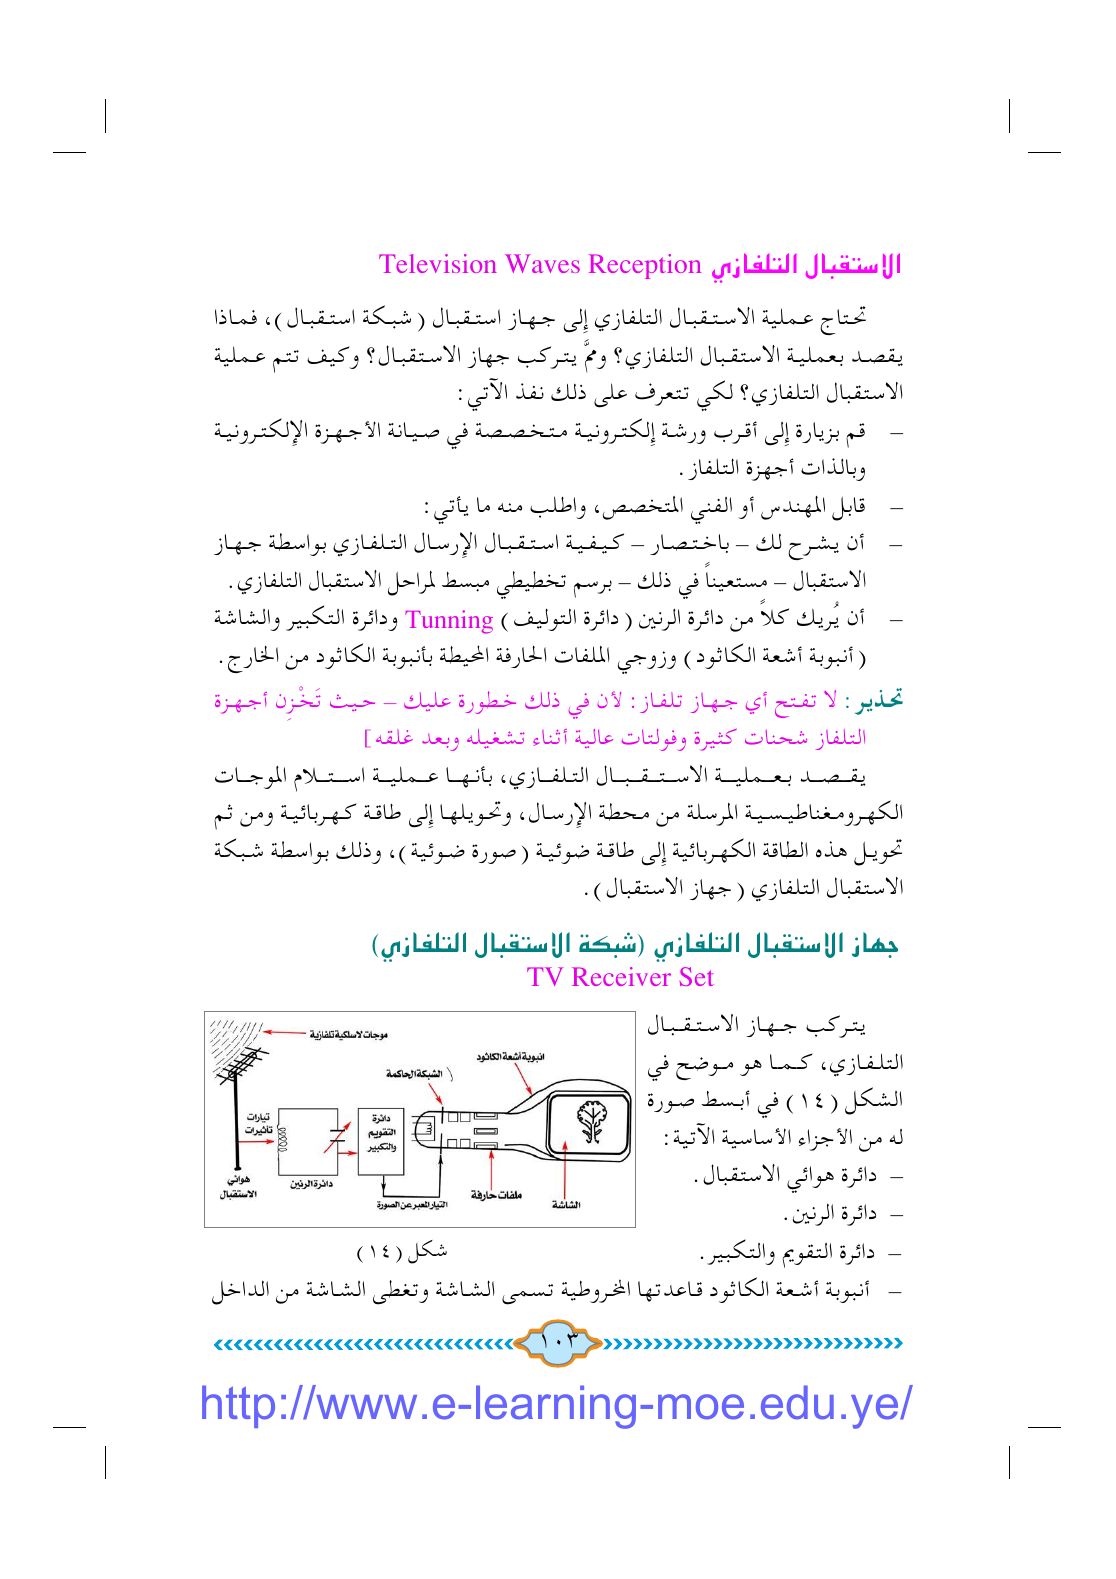 الاستقبال التلفازي Television Waves Reception
تحتاج عملية الاستقبال التلفازي إلى جهاز استقبال ( شبكة استقبال )، فماذا
يقصد بعملية الاستقبال التلفازي؟ وممَّ يتركب جهاز الاستقبال؟ وكيف تتم عملية
الاستقبال التلفازي؟ لكي تتعرف على ذلك نفذ الآتي :
– قم بزيارة إلى أقرب ورشة إلكترونية متخصصة في صيانة الأجهزة الإلكترونية
وبالذات أجهزة التلفاز .
– قابل المهندس أو الفني المتخصص، واطلب منه ما يأتي :
– أن يشرح لك – باختصار – كيفية استقبال الإرسال التلفازي بواسطة جهاز
الاستقبال – مستعيناً في ذلك – برسم تخطيطي مبسط لمراحل الاستقبال التلفازي .
– أن يُريك كلاً من دائرة الرنين ( دائرة التوليف ) Tunning ودائرة التكبير والشاشة
( أنبوبة أشعة الكاثود ) وزوجي الملفات الحارفة المحيطة بأنبوبة الكاثود من الخارج .
تحذير : لا تفتح أي جهاز تلفاز : لأن في ذلك خطورة عليك – حيث تَخْزِن أجهزة
التلفاز شحنات كثيرة وفولتات عالية أثناء تشغيله وبعد غلقه ]
يقصد بعملية الاستقبال التلفازي، بأنها عملية استلام الموجات
الكهرومغناطيسية المرسلة من محطة الإرسال، وتحويلها إلى طاقة كهربائية ومن ثم
تحويل هذه الطاقة الكهربائية إلى طاقة ضوئية ( صورة ضوئية )، وذلك بواسطة شبكة
الاستقبال التلفازي ( جهاز الاستقبال ) .
جهاز الاستقبال التلفازي (شبكة الاستقبال التلفازي)
TV Receiver Set
يتركب جهاز الاستقبال
التلفازي، كما هو موضح في
الشكل ( ١٤ ) في أبسط صورة
له من الأجزاء الأساسية الآتية :
– دائرة هوائي الاستقبال .
– دائرة الرنين .
– دائرة التقويم والتكبير .
موجات لاسلكية تلفازية
انبوبة اشعة الكاثود
الشبكة الحاكمة
تيارات
تأثيرات
دائرة
التقويم
والتكبير
هوائي
الاستقبال
دائرة الرنين
التيار المعبر عن الصورة
ملفات حارفة
الشاشة
شكل ( ١٤ )
– أنبوبة أشعة الكاثود قاعدتها المخروطية تسمى الشاشة وتغطى الشاشة من الداخل
١٠٣
http://www.e-learning-moe.edu.ye/